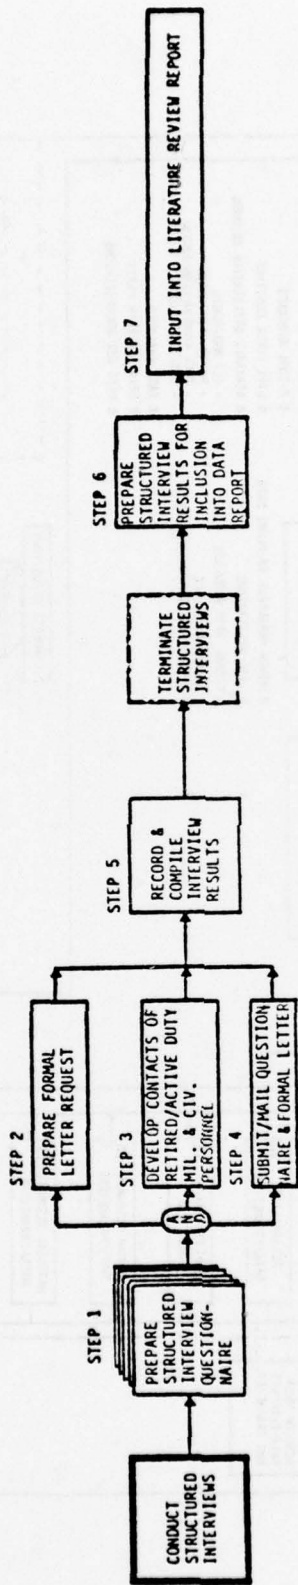 CONDUCT
STRUCTURED
INTERVIEWS
STEP 1
PREPARE
STRUCTURED
INTERVIEW
QUESTION-
NAIRE
AND
STEP 2
PREPARE FORMAL
LETTER REQUEST
STEP 3
DEVELOP CONTACTS OF
RETIRED/ACTIVE DUTY
MIL. & CIV.
PERSONNEL
STEP 4
SUBMIT/MAIL QUESTION
NAIRE & FORMAL LETTER
STEP 5
RECORD &
COMPILE
INTERVIEW
RESULTS
TERMINATE
STRUCTURED
INTERVIEWS
STEP 6
PREPARE
STRUCTURED
INTERVIEW
RESULTS FOR
INCLUSION
INTO DATA
REPORT
STEP 7
INPUT INTO LITERATURE REVIEW REPORT